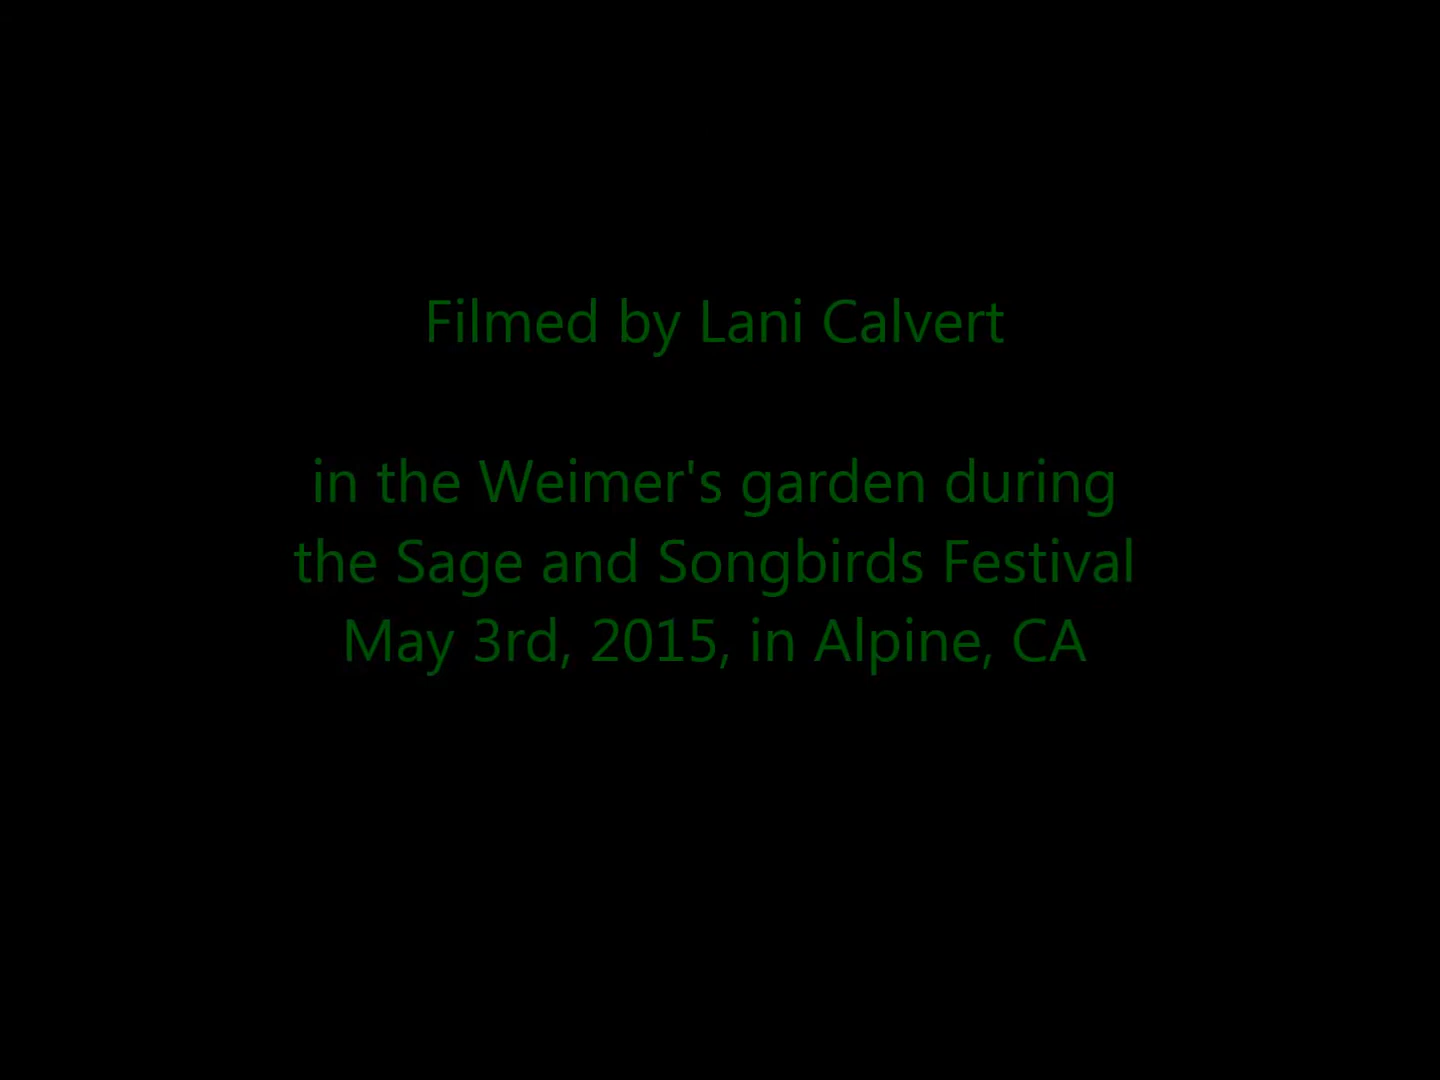 Filmed by Lani Calvert
in the Weimer's garden during
the Sage and Songbirds Festival
May 3rd, 2015, in Alpine, CA